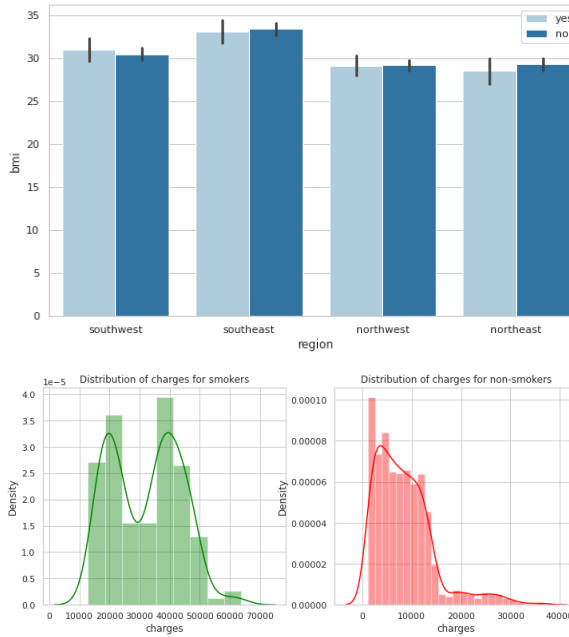 yes
no
30
25
20
15
10
5
0
bmi
southwest southeast northwest northeast
region
Distribution of charges for smokers
1e−5
4.0
3.5
3.0
2.5
2.0
1.5
1.0
0.5
0.0
Density
0 10000 20000 30000 40000 50000 60000 70000
charges
Distribution of charges for non-smokers
0.00010
0.00008
0.00006
0.00004
0.00002
0.00000
Density
0 10000 20000 30000 4000
charges